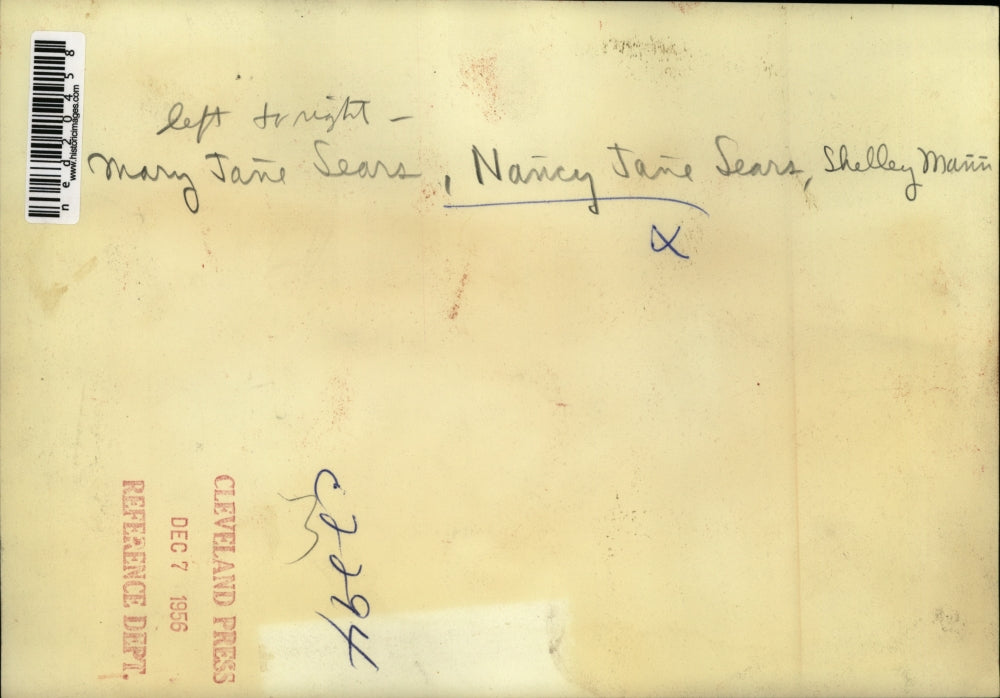 left to right –
Mary Jane Sears, Nancy Jane Sears, Shelley Mann
X
ned20458
www.historicimages.com
CLEVELAND PRESS
DEC 7 1956
REFERENCE DEPT.